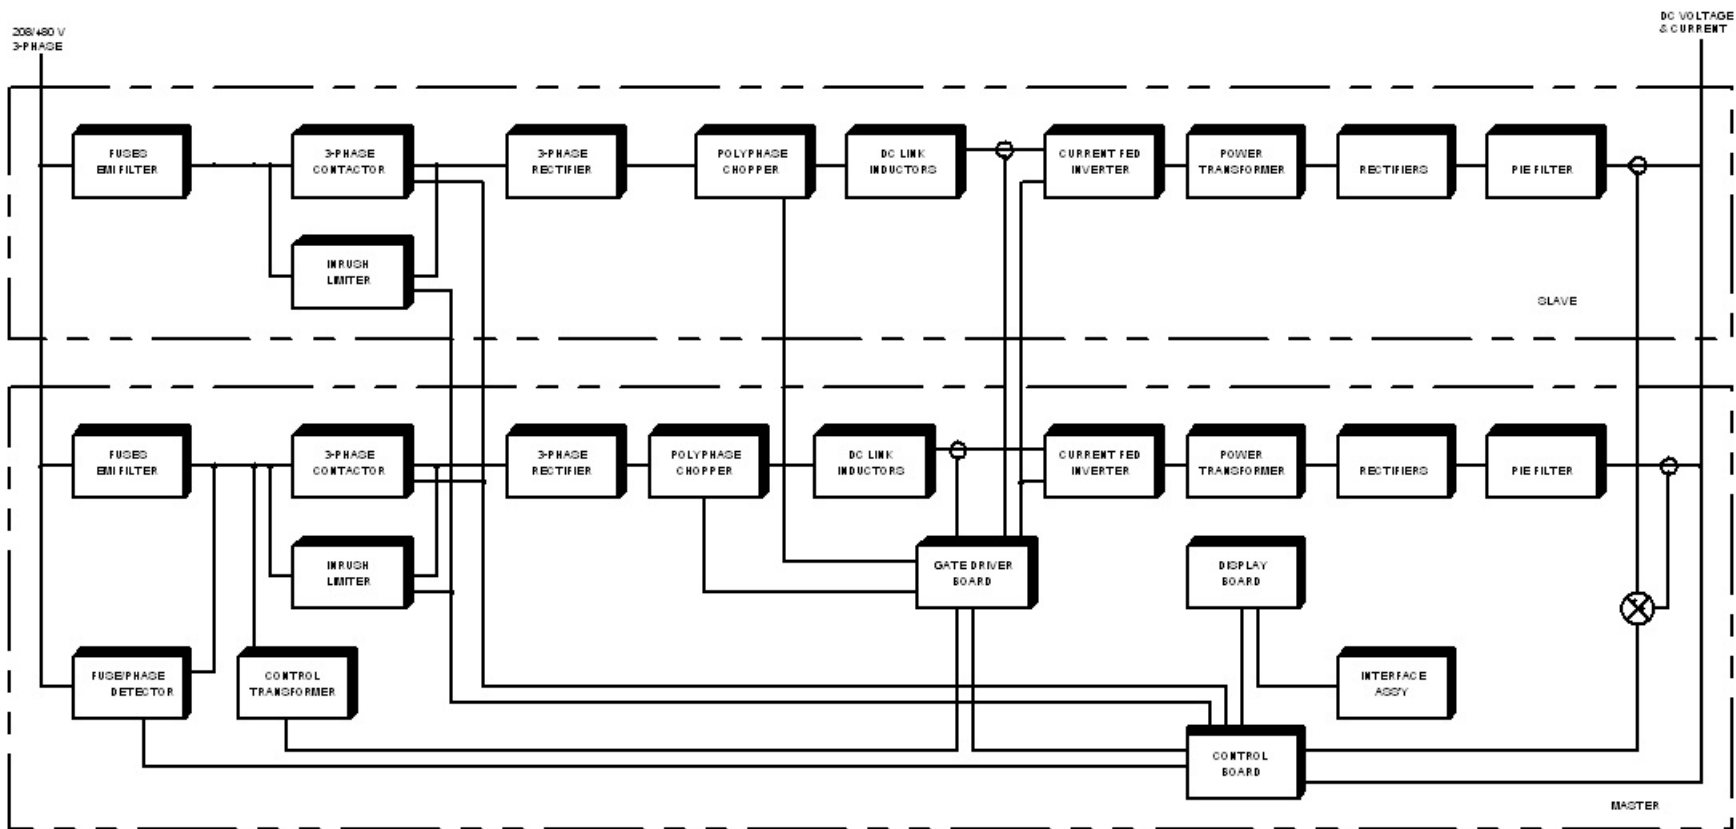 208/480 V
3-PHASE
DC VOLTAGE
& CURRENT
FUSES
EMI FILTER
3-PHASE
CONTACTOR
3-PHASE
RECTIFIER
POLYPHASE
CHOPPER
DC LINK
INDUCTORS
CURRENT FED
INVERTER
POWER
TRANSFORMER
RECTIFIERS
PIE FILTER
INRUSH
LIMITER
SLAVE
FUSES
EMI FILTER
3-PHASE
CONTACTOR
3-PHASE
RECTIFIER
POLYPHASE
CHOPPER
DC LINK
INDUCTORS
CURRENT FED
INVERTER
POWER
TRANSFORMER
RECTIFIERS
PIE FILTER
INRUSH
LIMITER
GATE DRIVER
BOARD
DISPLAY
BOARD
FUSE/PHASE
DETECTOR
CONTROL
TRANSFORMER
INTERFACE
ASS'Y
CONTROL
BOARD
MASTER